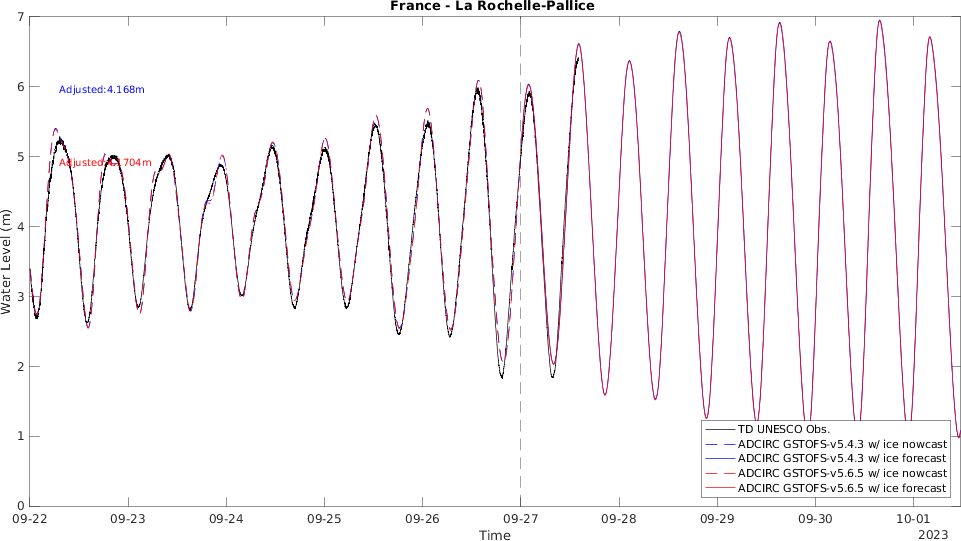 France - La Rochelle-Pallice
7
6
5
4
3
2
1
0
Water Level (m)
Adjusted:4.168m
704m
TD UNESCO Obs.
ADCIRC GSTOFS-v5.4.3 w/ ice nowcast
ADCIRC GSTOFS-v5.4.3 w/ ice forecast
ADCIRC GSTOFS-v5.6.5 w/ ice nowcast
ADCIRC GSTOFS-v5.6.5 w/ ice forecast
09-22 09-23 09-24 09-25 09-26 09-27 09-28 09-29 09-30 10-01
Time
2023